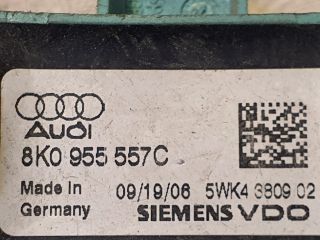 Audi
8K0 955 557C
Made in Germany
09/19/06 5WK4 3809 02
SIEMENS VDO